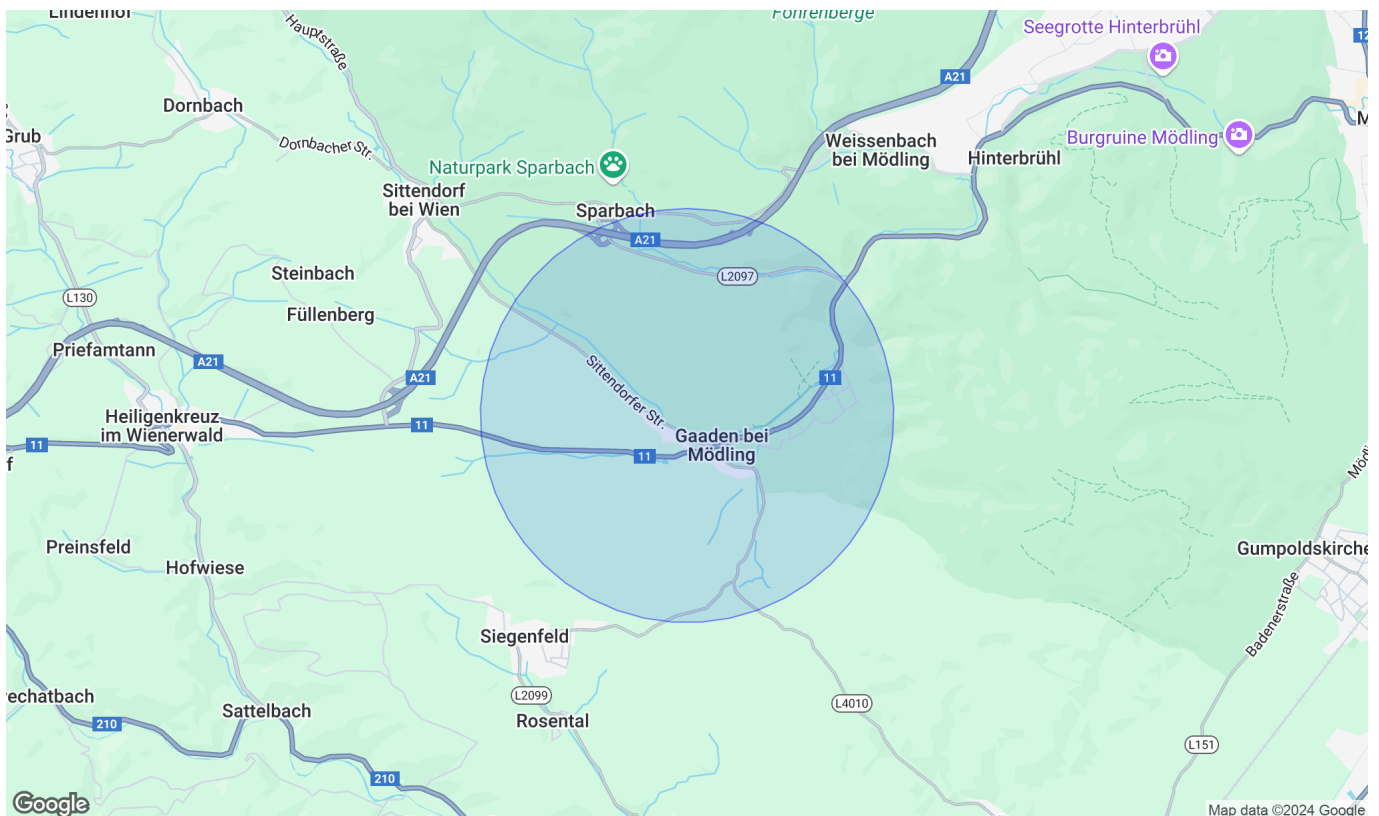 Lindenhof
Föhrenberge
Hauptstraße
Seegrotte Hinterbrühl
A21
Dornbach
Grub
Dornbacher Str.
Burgruine Mödling
Weissenbach
bei Mödling
Hinterbrühl
Naturpark Sparbach
Sittendorf
bei Wien
Sparbach
A21
Steinbach
L2097
L130
Füllenberg
Priefamtann
A21
A21
11
Sittendorfer Str.
Heiligenkreuz
im Wienerwald
11
11
11
Gaaden bei
Mödling
Preinsfeld
Hofwiese
Gumpoldskirche
Badenerstraße
Siegenfeld
L2099
Rosental
L4010
Sattelbach
rechatbach
210
L151
210
Google
Map data ©2024 Google